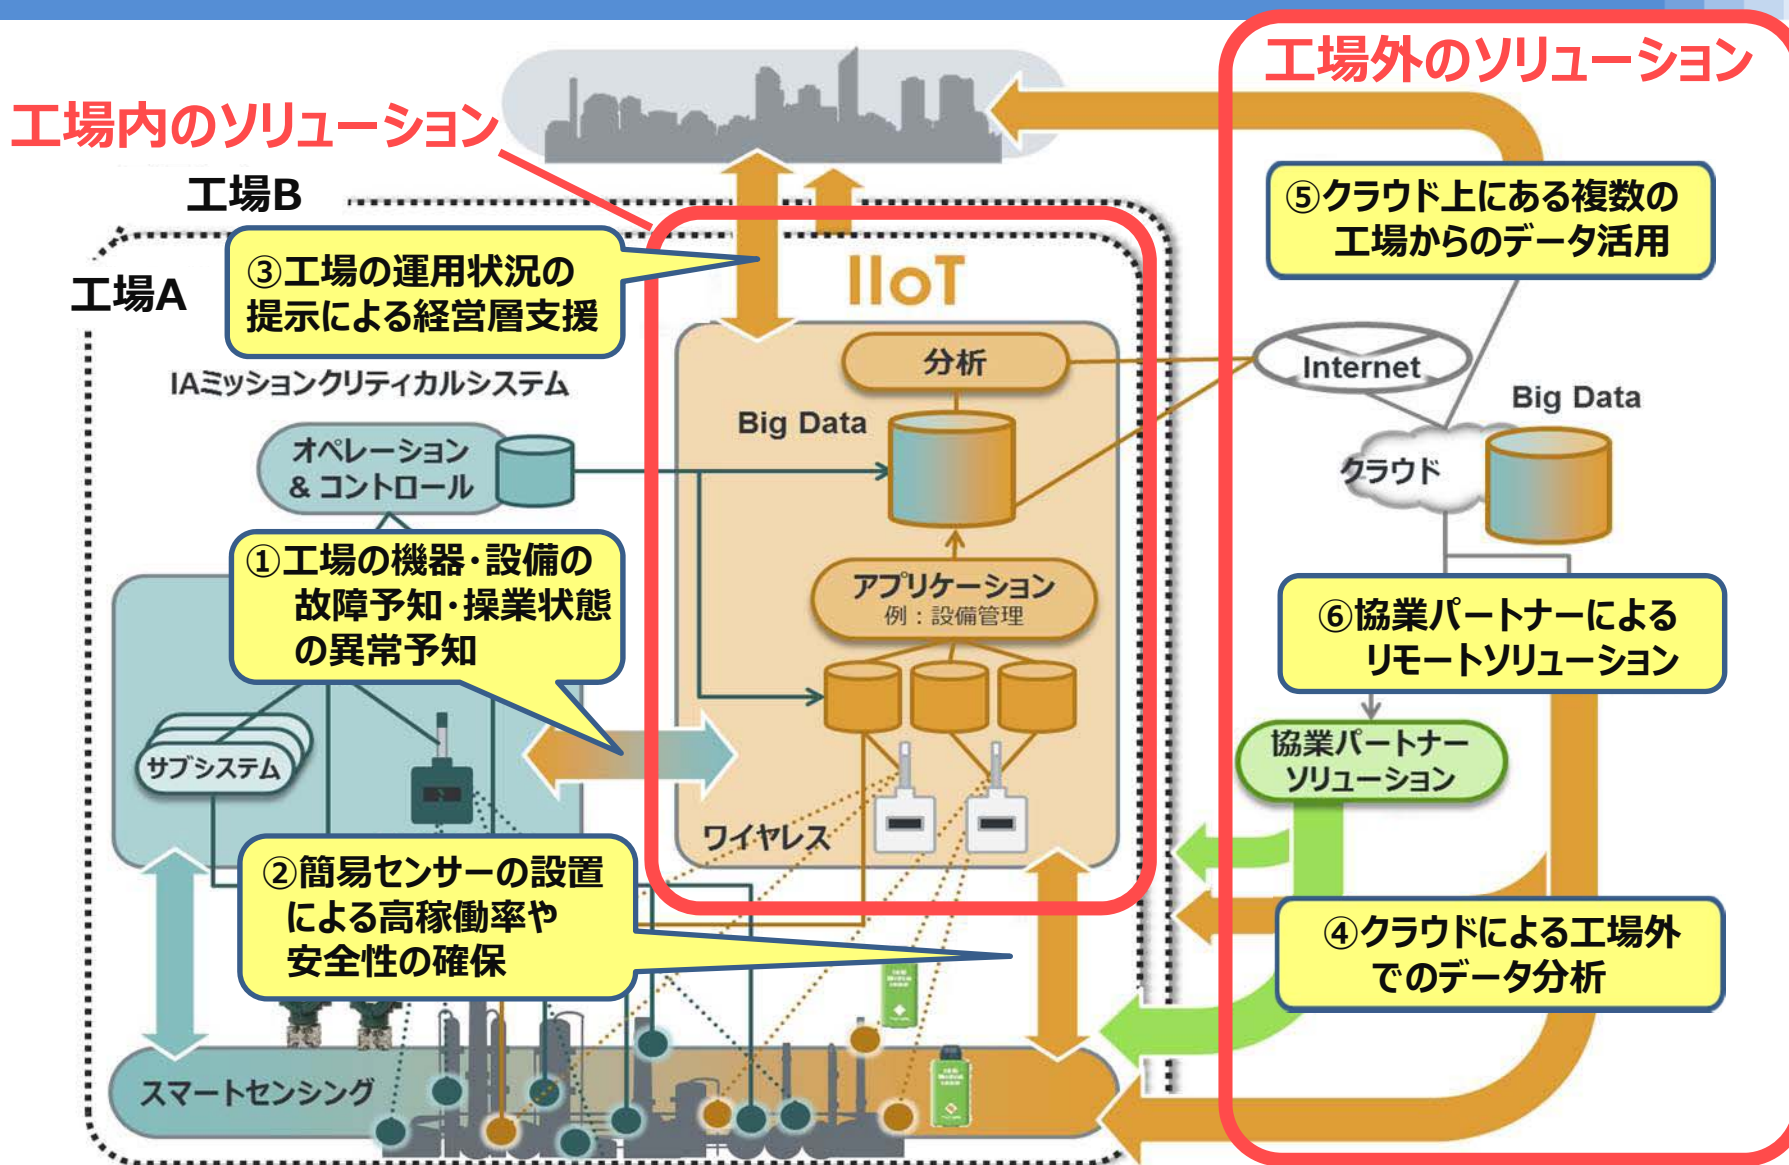 工場外のソリューション
工場内のソリューション
工場B
工場A
⑤クラウド上にある複数の
工場からのデータ活用
③工場の運用状況の
提示による経営層支援
IIoT
IAミッションクリティカルシステム
分析
Internet
Big Data
Big Data
オペレーション
& コントロール
クラウド
①工場の機器・設備の
故障予知・操業状態
の異常予知
アプリケーション
例：設備管理
⑥協業パートナーによる
リモートソリューション
サブシステム
協業パートナー
ソリューション
ワイヤレス
②簡易センサーの設置
による高稼働率や
安全性の確保
④クラウドによる工場外
でのデータ分析
スマートセンシング